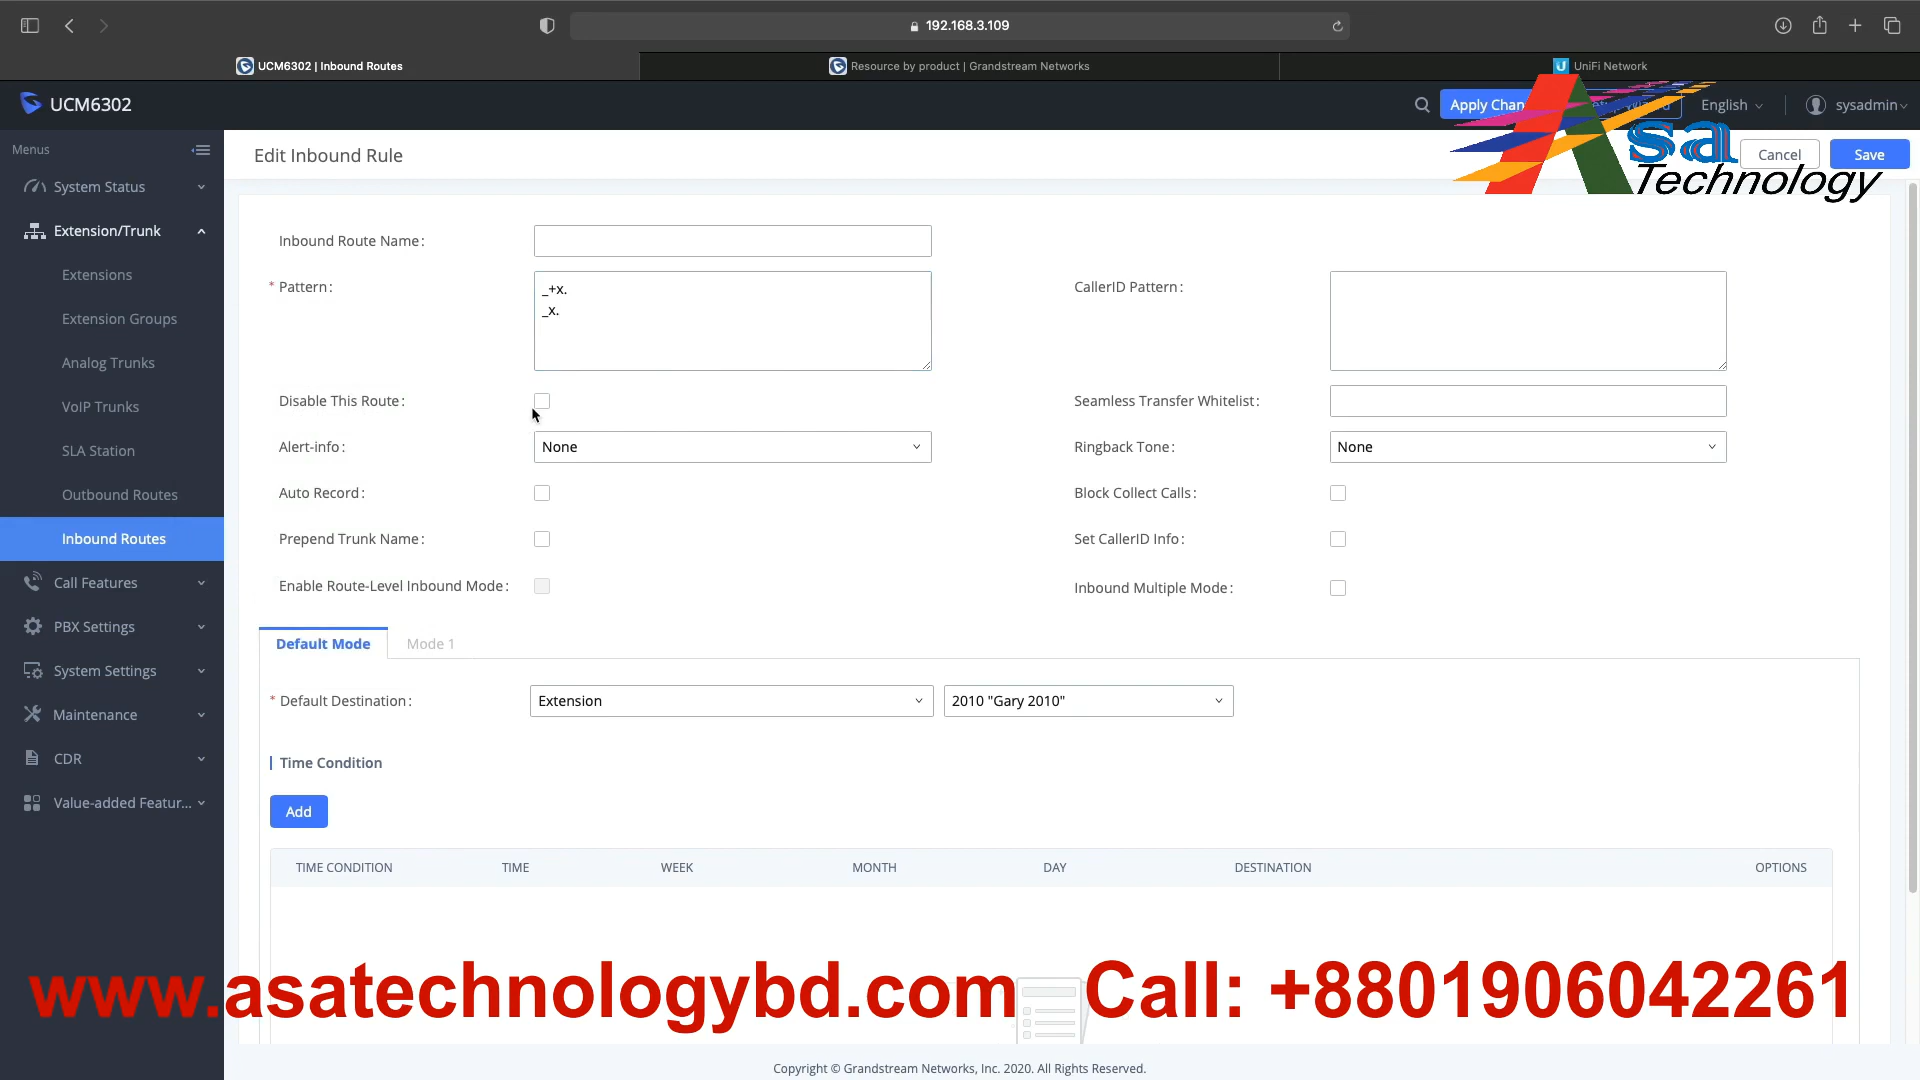 192.168.3.109
UCM6302 | Inbound Routes
Resource by product | Grandstream Networks
UniFi Network
UCM6302
Apply Chan
English
sysadmin
Asa
Technology
Menus
Edit Inbound Rule
Cancel
Save
System Status
Extension/Trunk
Extensions
Extension Groups
Analog Trunks
VoIP Trunks
SLA Station
Outbound Routes
Inbound Routes
Call Features
PBX Settings
System Settings
Maintenance
CDR
Value-added Featur...
Inbound Route Name:
* Pattern:
_+x.
_x.
CallerID Pattern:
Disable This Route:
Seamless Transfer Whitelist:
Alert-info:
None
Ringback Tone:
None
Auto Record:
Block Collect Calls:
Prepend Trunk Name:
Set CallerID Info:
Enable Route-Level Inbound Mode:
Inbound Multiple Mode:
Default Mode
Mode 1
* Default Destination:
Extension
2010 "Gary 2010"
Time Condition
Add
TIME CONDITION
TIME
WEEK
MONTH
DAY
DESTINATION
OPTIONS
www.asatechnologybd.com
Call: +8801906042261
Copyright © Grandstream Networks, Inc. 2020. All Rights Reserved.